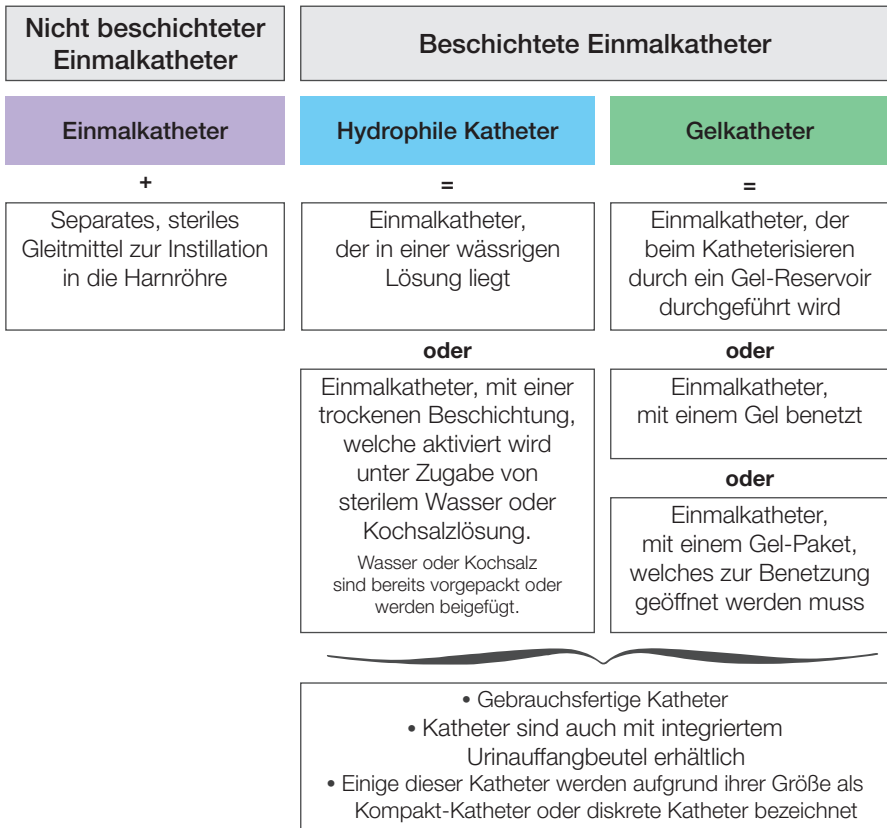 Nicht beschichteter
Einmalkatheter
Beschichtete Einmalkatheter
Einmalkatheter
Hydrophile Katheter
Gelkatheter
+
=
=
Separates, steriles
Gleitmittel zur Instillation
in die Harnröhre
Einmalkatheter,
der in einer wässrigen
Lösung liegt
Einmalkatheter, der
beim Katheterisieren
durch ein Gel-Reservoir
durchgeführt wird
oder
Einmalkatheter, mit einer
trockenen Beschichtung,
welche aktiviert wird
unter Zugabe von
sterilem Wasser oder
Kochsalzlösung.
Wasser oder Kochsalz
sind bereits vorgepackt oder
werden beigefügt.
oder
Einmalkatheter,
mit einem Gel benetzt
oder
Einmalkatheter,
mit einem Gel-Paket,
welches zur Benetzung
geöffnet werden muss
• Gebrauchsfertige Katheter
• Katheter sind auch mit integriertem
Urinauffangbeutel erhältlich
• Einige dieser Katheter werden aufgrund ihrer Größe als
Kompakt-Katheter oder diskrete Katheter bezeichnet